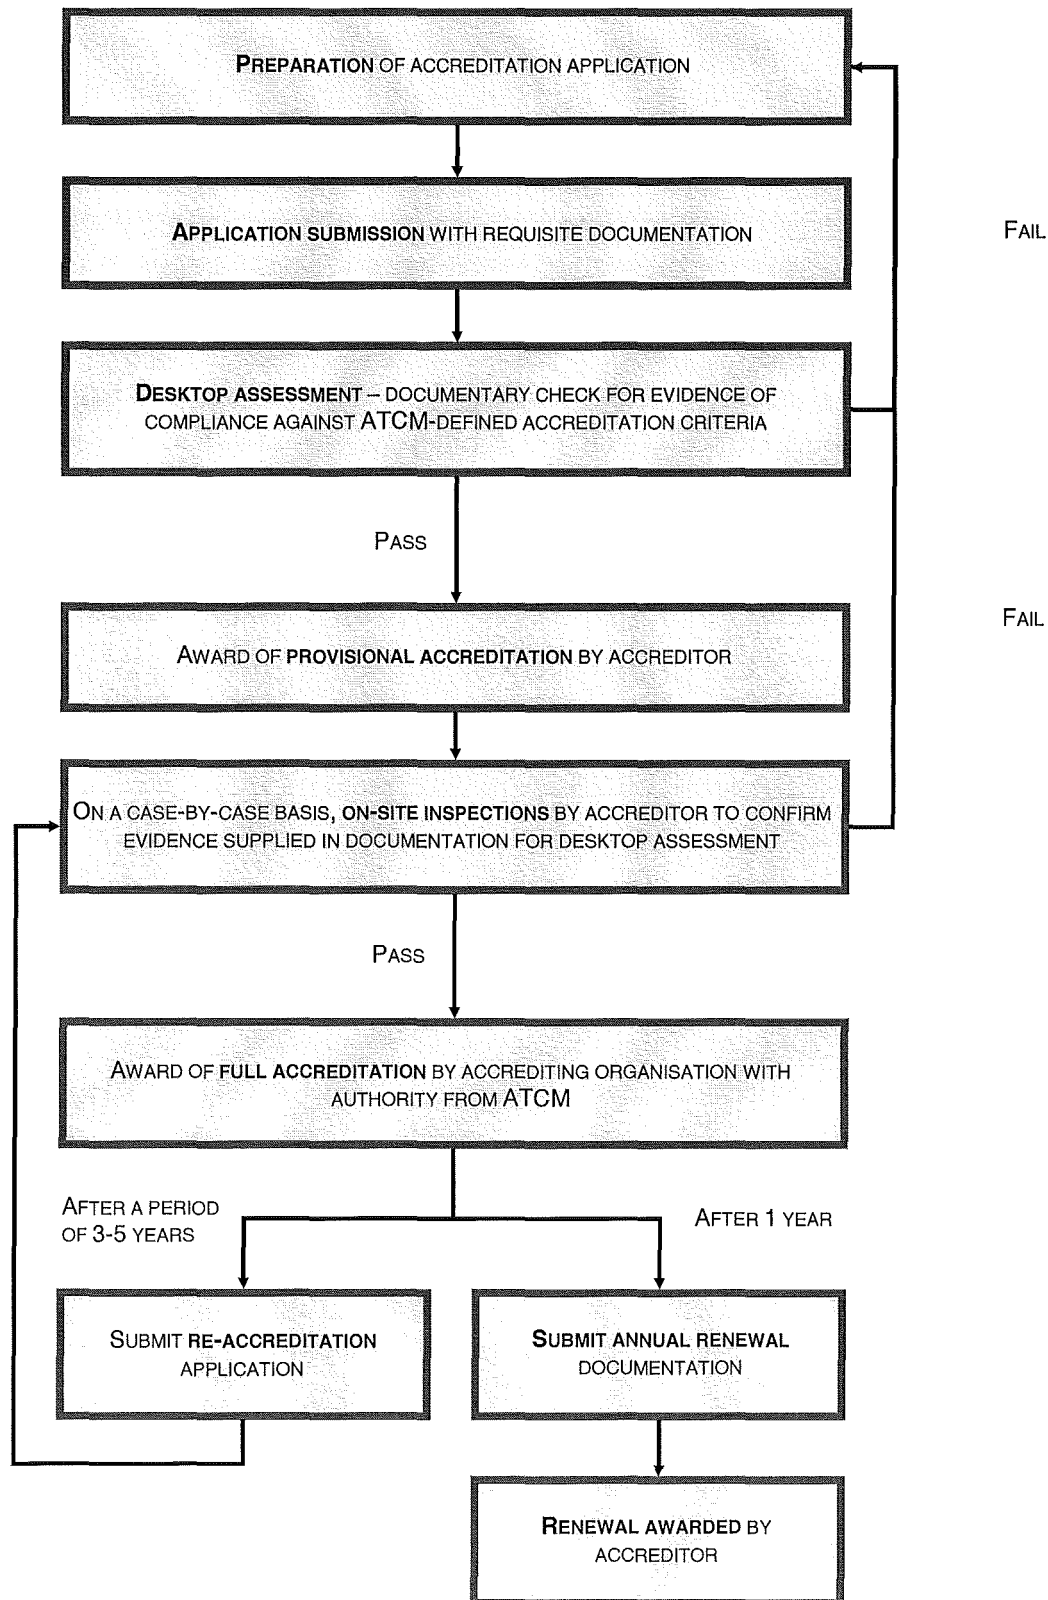 PREPARATION OF ACCREDITATION APPLICATION
APPLICATION SUBMISSION WITH REQUISITE DOCUMENTATION
FAIL
DESKTOP ASSESSMENT – DOCUMENTARY CHECK FOR EVIDENCE OF
COMPLIANCE AGAINST ATCM-DEFINED ACCREDITATION CRITERIA
PASS
FAIL
AWARD OF PROVISIONAL ACCREDITATION BY ACCREDITOR
ON A CASE-BY-CASE BASIS, ON-SITE INSPECTIONS BY ACCREDITOR TO CONFIRM
EVIDENCE SUPPLIED IN DOCUMENTATION FOR DESKTOP ASSESSMENT
PASS
AWARD OF FULL ACCREDITATION BY ACCREDITING ORGANISATION WITH
AUTHORITY FROM ATCM
AFTER A PERIOD
OF 3-5 YEARS
AFTER 1 YEAR
SUBMIT RE-ACCREDITATION
APPLICATION
SUBMIT ANNUAL RENEWAL
DOCUMENTATION
RENEWAL AWARDED BY
ACCREDITOR